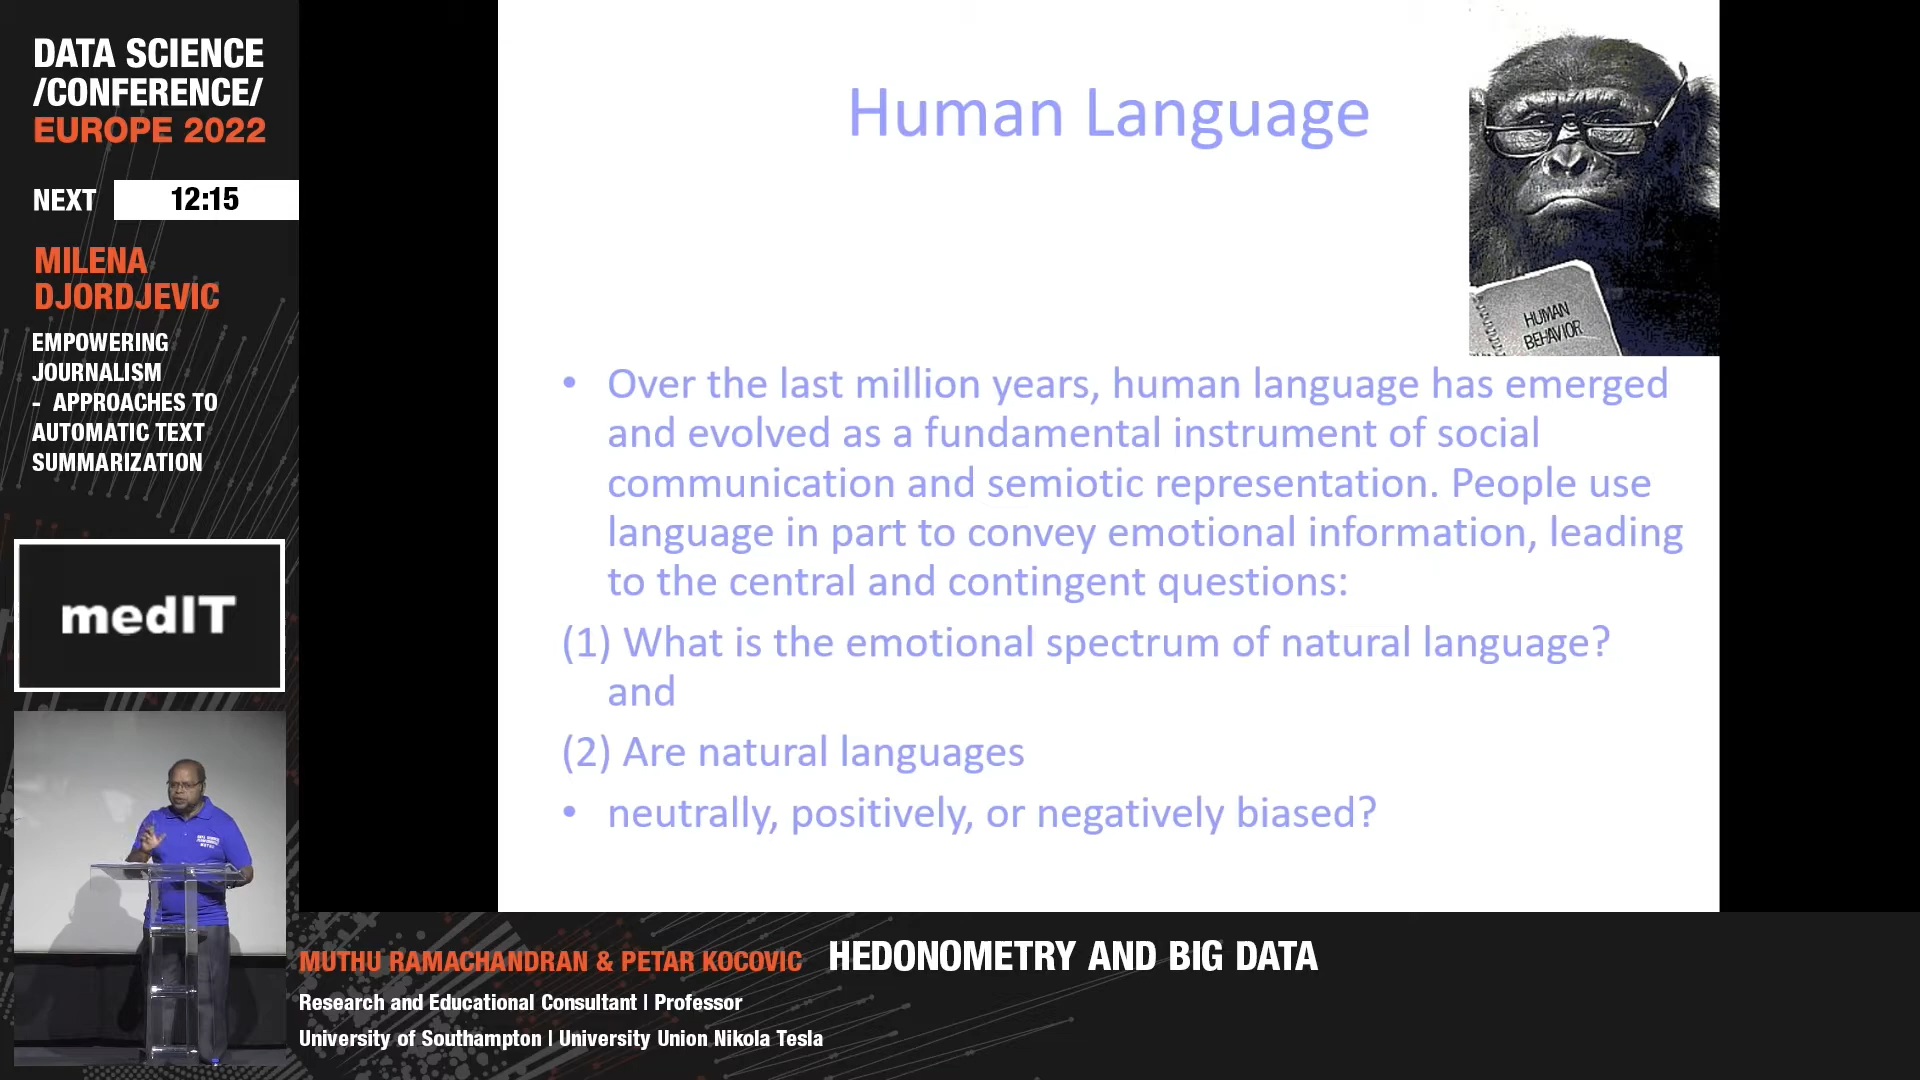 DATA SCIENCE
/CONFERENCE/
EUROPE 2022
NEXT 12:15
MILENA
DJORDJEVIC
EMPOWERING
JOURNALISM
- APPROACHES TO
AUTOMATIC TEXT
SUMMARIZATION
medIT
Human Language
HUMAN
BEHAVIOR
• Over the last million years, human language has emerged
and evolved as a fundamental instrument of social
communication and semiotic representation. People use
language in part to convey emotional information, leading
to the central and contingent questions:
(1) What is the emotional spectrum of natural language?
and
(2) Are natural languages
• neutrally, positively, or negatively biased?
MUTHU RAMACHANDRAN & PETAR KOCOVIC HEDONOMETRY AND BIG DATA
Research and Educational Consultant | Professor
University of Southampton | University Union Nikola Tesla